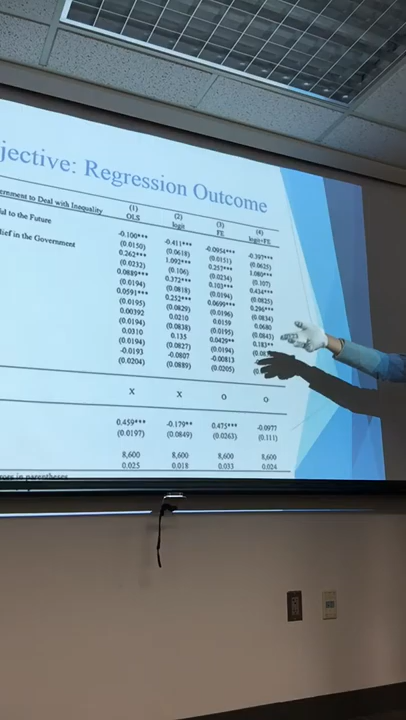 jective: Regression Outcome
(1) (2) (3) (4)
ernment to Deal with Inequality OLS logit FE logit+FE
ld to the Future -0.100*** -0.411*** -0.0954*** -0.397***
(0.0150) (0.0618) (0.0151) (0.0625)
lief in the Government 0.262*** 1.092*** 0.257*** 1.080***
(0.0232) (0.106) (0.0234) (0.107)
0.0889*** 0.372*** 0.103*** 0.434***
(0.0194) (0.0818) (0.0194) (0.0825)
0.0591*** 0.252*** 0.0699*** 0.296***
(0.0195) (0.0829) (0.0196) (0.0834)
0.00392 0.0210 0.0159 0.0680
(0.0194) (0.0838) (0.0195) (0.0843)
0.0310 0.135 0.0429** 0.183**
(0.0194) (0.0827) (0.0194)
-0.0193 -0.0807 -0.00813
(0.0204) (0.0889) (0.0205)
X X O O
0.459*** -0.179** 0.475*** -0.0977
(0.0197) (0.0849) (0.0263) (0.111)
8,600 8,600 8,600 8,600
0.025 0.018 0.033 0.024
rors in parentheses